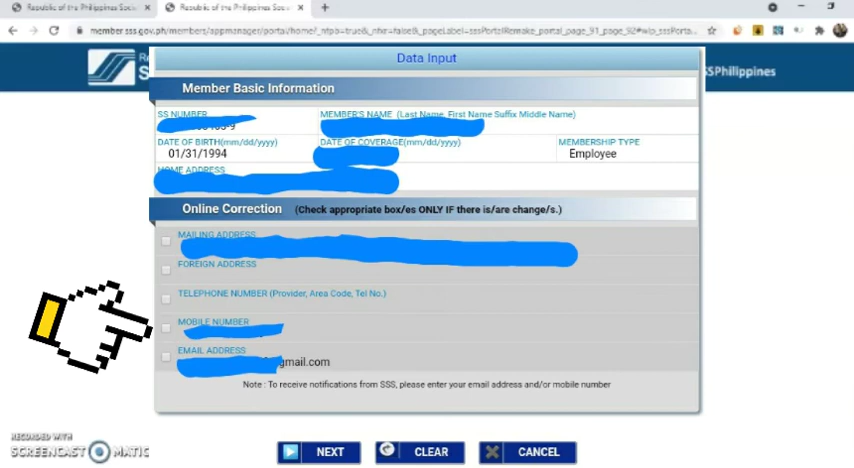 Republic of the Philippines Social
Republic of the Philippines Social
member.sss.gov.ph/members/appmanager/portal/home?_nfpb=true&_nfxr=false&_pageLabel=sssPortalRemake_portal_page_91_page_92#wlp_sssPorta...
SSPhilippines
Data Input
Member Basic Information
SS NUMBER
MEMBER'S NAME (Last Name, First Name Suffix Middle Name)
DATE OF BIRTH(mm/dd/yyyy)
DATE OF COVERAGE(mm/dd/yyyy)
MEMBERSHIP TYPE
01/31/1994
Employee
HOME ADDRESS
Online Correction (Check appropriate box/es ONLY IF there is/are change/s.)
MAILING ADDRESS
FOREIGN ADDRESS
TELEPHONE NUMBER (Provider, Area Code, Tel No.)
MOBILE NUMBER
EMAIL ADDRESS
gmail.com
Note : To receive notifications from SSS, please enter your email address and/or mobile number
RECORDED WITH
SCREENCAST MATIC
NEXT
CLEAR
CANCEL